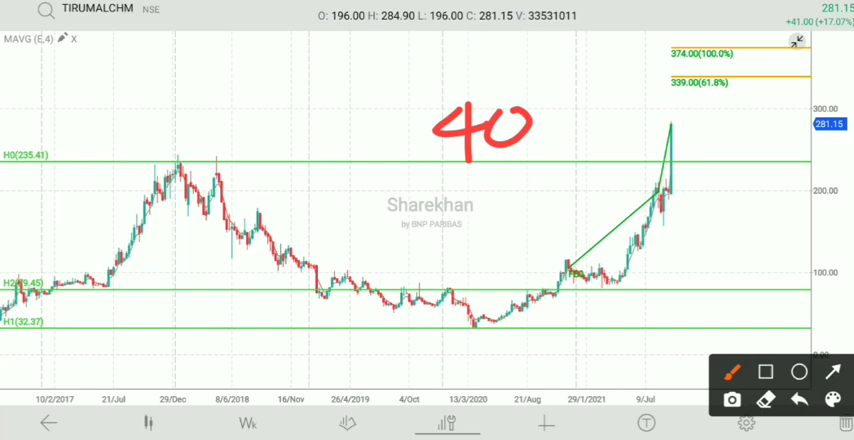 TIRUMALCHM NSE
O: 196.00 H: 284.90 L: 196.00 C: 281.15 V: 33531011
281.15
+41.00 (+17.07%)
MAVG (E,4) X
374.00(100.0%)
339.00(61.8%)
300.00
281.15
40
H0(235.41)
200.00
Sharekhan
by BNP PARIBAS
100.00
H1(32.37)
0.00
10/2/2017 21/Jul 29/Dec 8/6/2018 16/Nov 26/4/2019 4/Oct 13/3/2020 21/Aug 29/1/2021 9/Jul
Wk
T